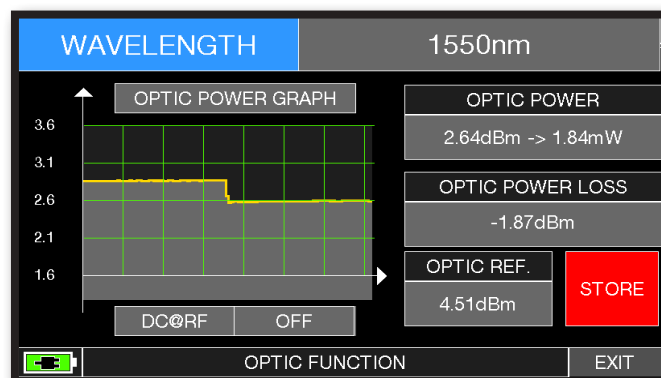 WAVELENGTH 1550nm
OPTIC POWER GRAPH
3.6
3.1
2.6
2.1
1.6
DC@RF OFF
OPTIC POWER
2.64dBm -> 1.84mW
OPTIC POWER LOSS
-1.87dBm
OPTIC REF.
4.51dBm
STORE
OPTIC FUNCTION EXIT